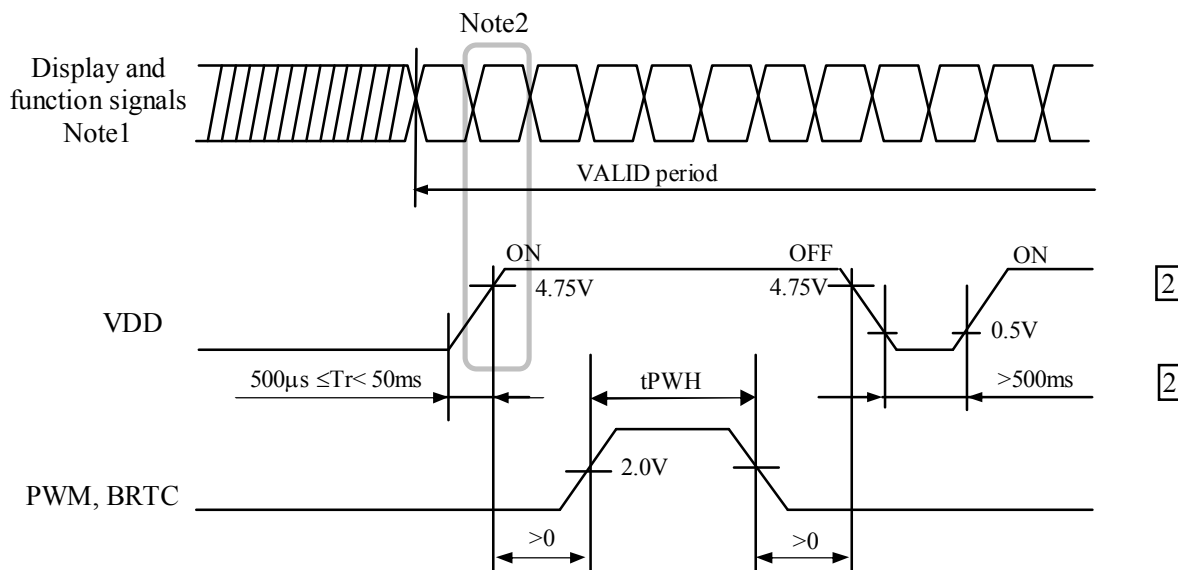 Note2
Display and
function signals
Note1
VALID period
ON
OFF
ON
4.75V
4.75V
2
VDD
0.5V
500μs ≤Tr< 50ms
tPWH
>500ms
2
2.0V
PWM, BRTC
>0
>0